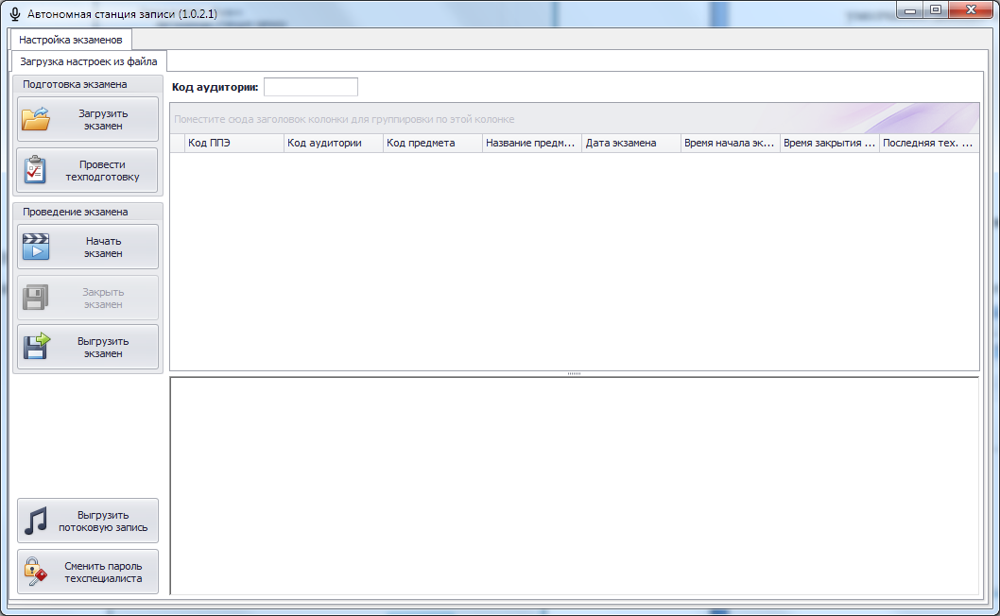 Автономная станция записи (1.0.2.1)
Настройка экзаменов
Загрузка настроек из файла
Подготовка экзамена
Загрузить
экзамен
Провести
техподготовку
Проведение экзамена
Начать
экзамен
Закрыть
экзамен
Выгрузить
экзамен
Выгрузить
потоковую запись
Сменить пароль
техспециалиста
Код аудитории:
Поместите сюда заголовок колонки для группировки по этой колонке
Код ППЭ Код аудитории Код предмета Название предм... Дата экзамена Время начала эк... Время закрытия ... Последняя тех. ...